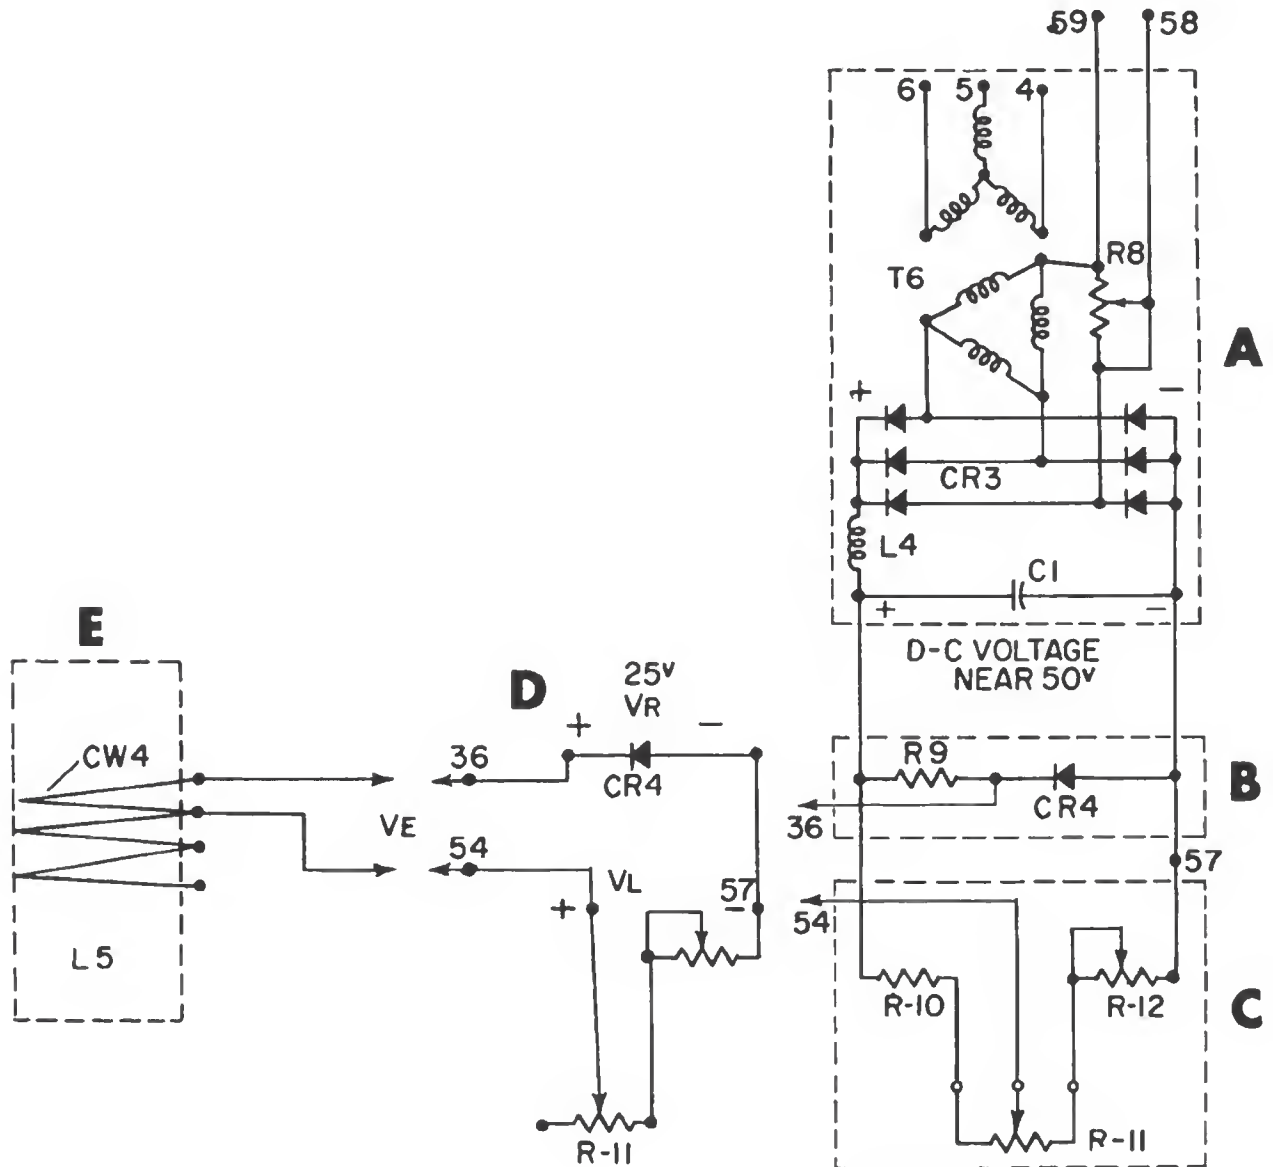 59 58
6 5 4
R8
T6
A
+ −
CR3
L4
C1
+ −
D-C VOLTAGE
NEAR 50V
E
D
25V
VR
+ −
CW4
36
CR4
R9
CR4
B
36
VE
54
VL
57
57
+ −
54
L5
R-10
R-12
C
R-11
R-11